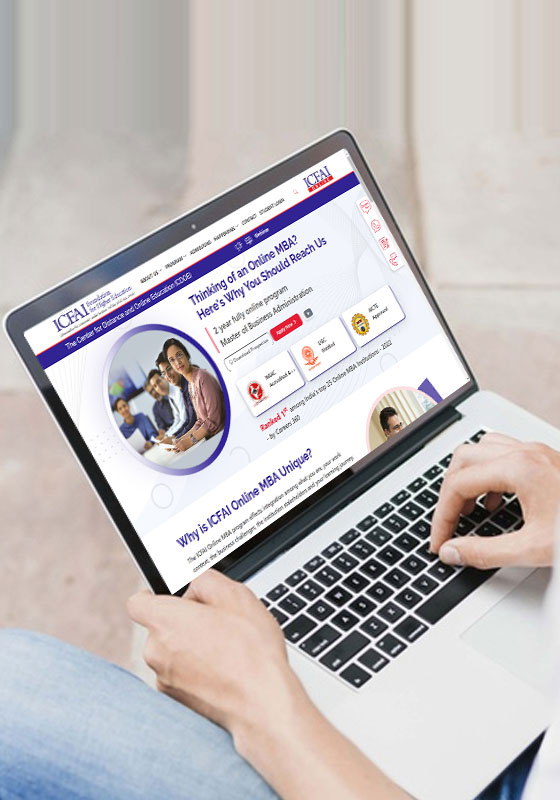 ICFAI
Foundation
for Higher Education
ICFAI
ONLINE
ABOUT US
PROGRAM
ADMISSIONS
HAPPENINGS
CONTACT
STUDENT LOGIN
The Center for Distance and Online Education (CDOE)
Webinar
Thinking of an Online MBA?
Here's Why You Should Reach Us
2 year fully online program
Master of Business Administration
Download Prospectus
Apply Now
NAAC
Accredited A++
UGC
Entitled
AICTE
Approved
Ranked 1st among India's top 25 Online MBA Institutions - 2022
- by Careers 360
Why is ICFAI Online MBA Unique?
The ICFAI Online MBA program effects integration among what you are, your work
context, the business challenges, the institution stakeholders and your learning journey.